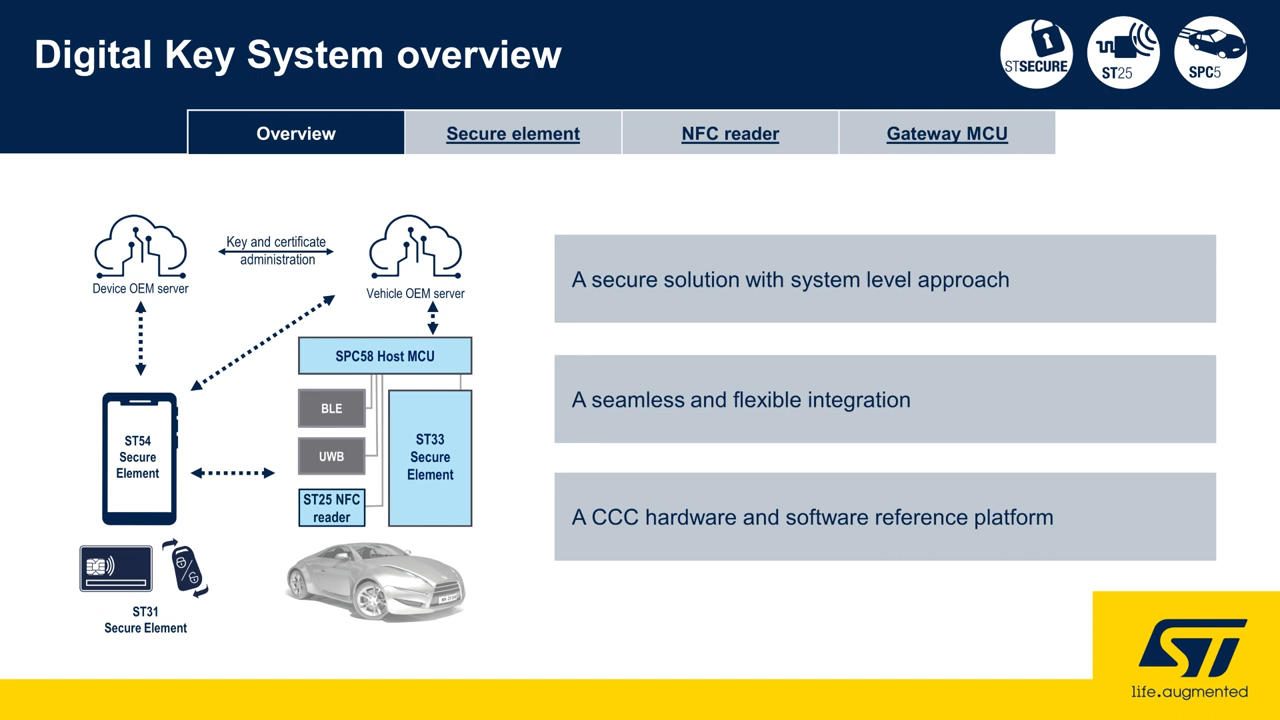 Digital Key System overview
STSECURE
ST25
SPC5
Overview
Secure element
NFC reader
Gateway MCU
Key and certificate
administration
Device OEM server
Vehicle OEM server
SPC58 Host MCU
BLE
UWB
ST25 NFC
reader
ST33
Secure
Element
ST54
Secure
Element
ST31
Secure Element
A secure solution with system level approach
A seamless and flexible integration
A CCC hardware and software reference platform
ST
life.augmented